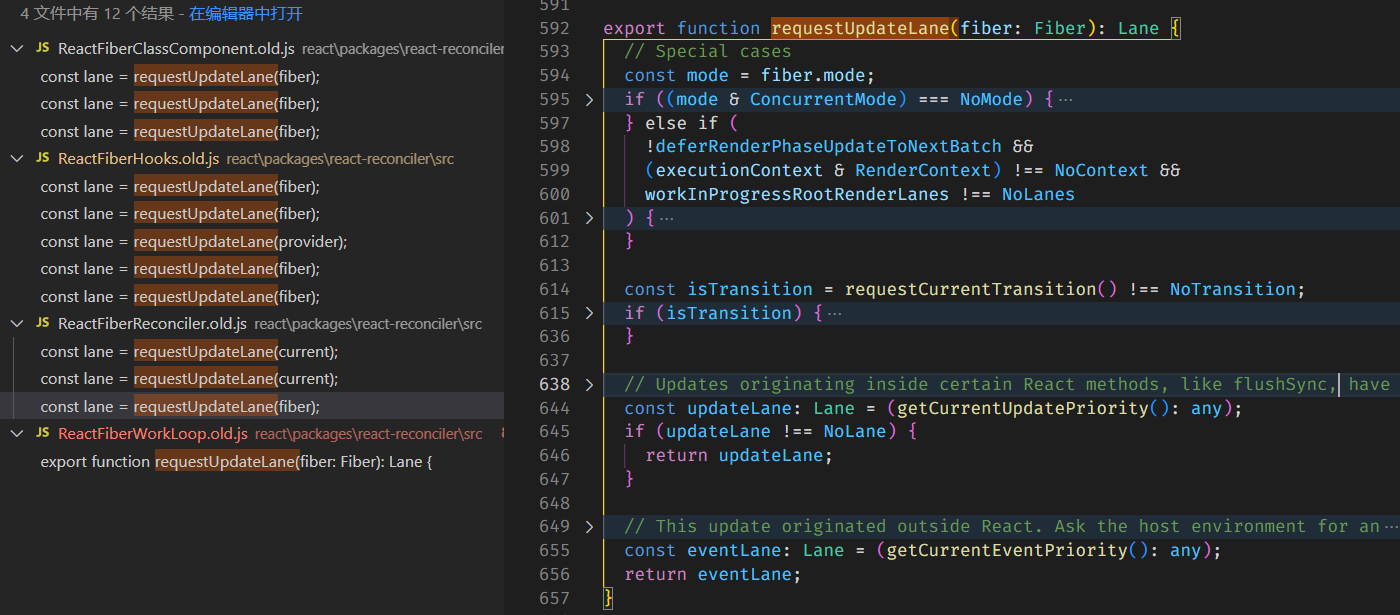 4 文件中有 12 个结果 - 在编辑器中打开
JS ReactFiberClassComponent.old.js react\packages\react-reconciler
const lane = requestUpdateLane(fiber);
const lane = requestUpdateLane(fiber);
const lane = requestUpdateLane(fiber);
JS ReactFiberHooks.old.js react\packages\react-reconciler\src
const lane = requestUpdateLane(fiber);
const lane = requestUpdateLane(fiber);
const lane = requestUpdateLane(provider);
const lane = requestUpdateLane(fiber);
const lane = requestUpdateLane(fiber);
JS ReactFiberReconciler.old.js react\packages\react-reconciler\src
const lane = requestUpdateLane(current);
const lane = requestUpdateLane(current);
const lane = requestUpdateLane(fiber);
JS ReactFiberWorkLoop.old.js react\packages\react-reconciler\src
export function requestUpdateLane(fiber: Fiber): Lane {
591
592 export function requestUpdateLane(fiber: Fiber): Lane {
593 // Special cases
594 const mode = fiber.mode;
595 if ((mode & ConcurrentMode) === NoMode) {···
597 } else if (
598 !deferRenderPhaseUpdateToNextBatch &&
599 (executionContext & RenderContext) !== NoContext &&
600 workInProgressRootRenderLanes !== NoLanes
601 ) {···
612 }
613
614 const isTransition = requestCurrentTransition() !== NoTransition;
615 if (isTransition) {···
636 }
637
638 // Updates originating inside certain React methods, like flushSync, have
644 const updateLane: Lane = (getCurrentUpdatePriority(): any);
645 if (updateLane !== NoLane) {
646 return updateLane;
647 }
648
649 // This update originated outside React. Ask the host environment for an···
655 const eventLane: Lane = (getCurrentEventPriority(): any);
656 return eventLane;
657 }